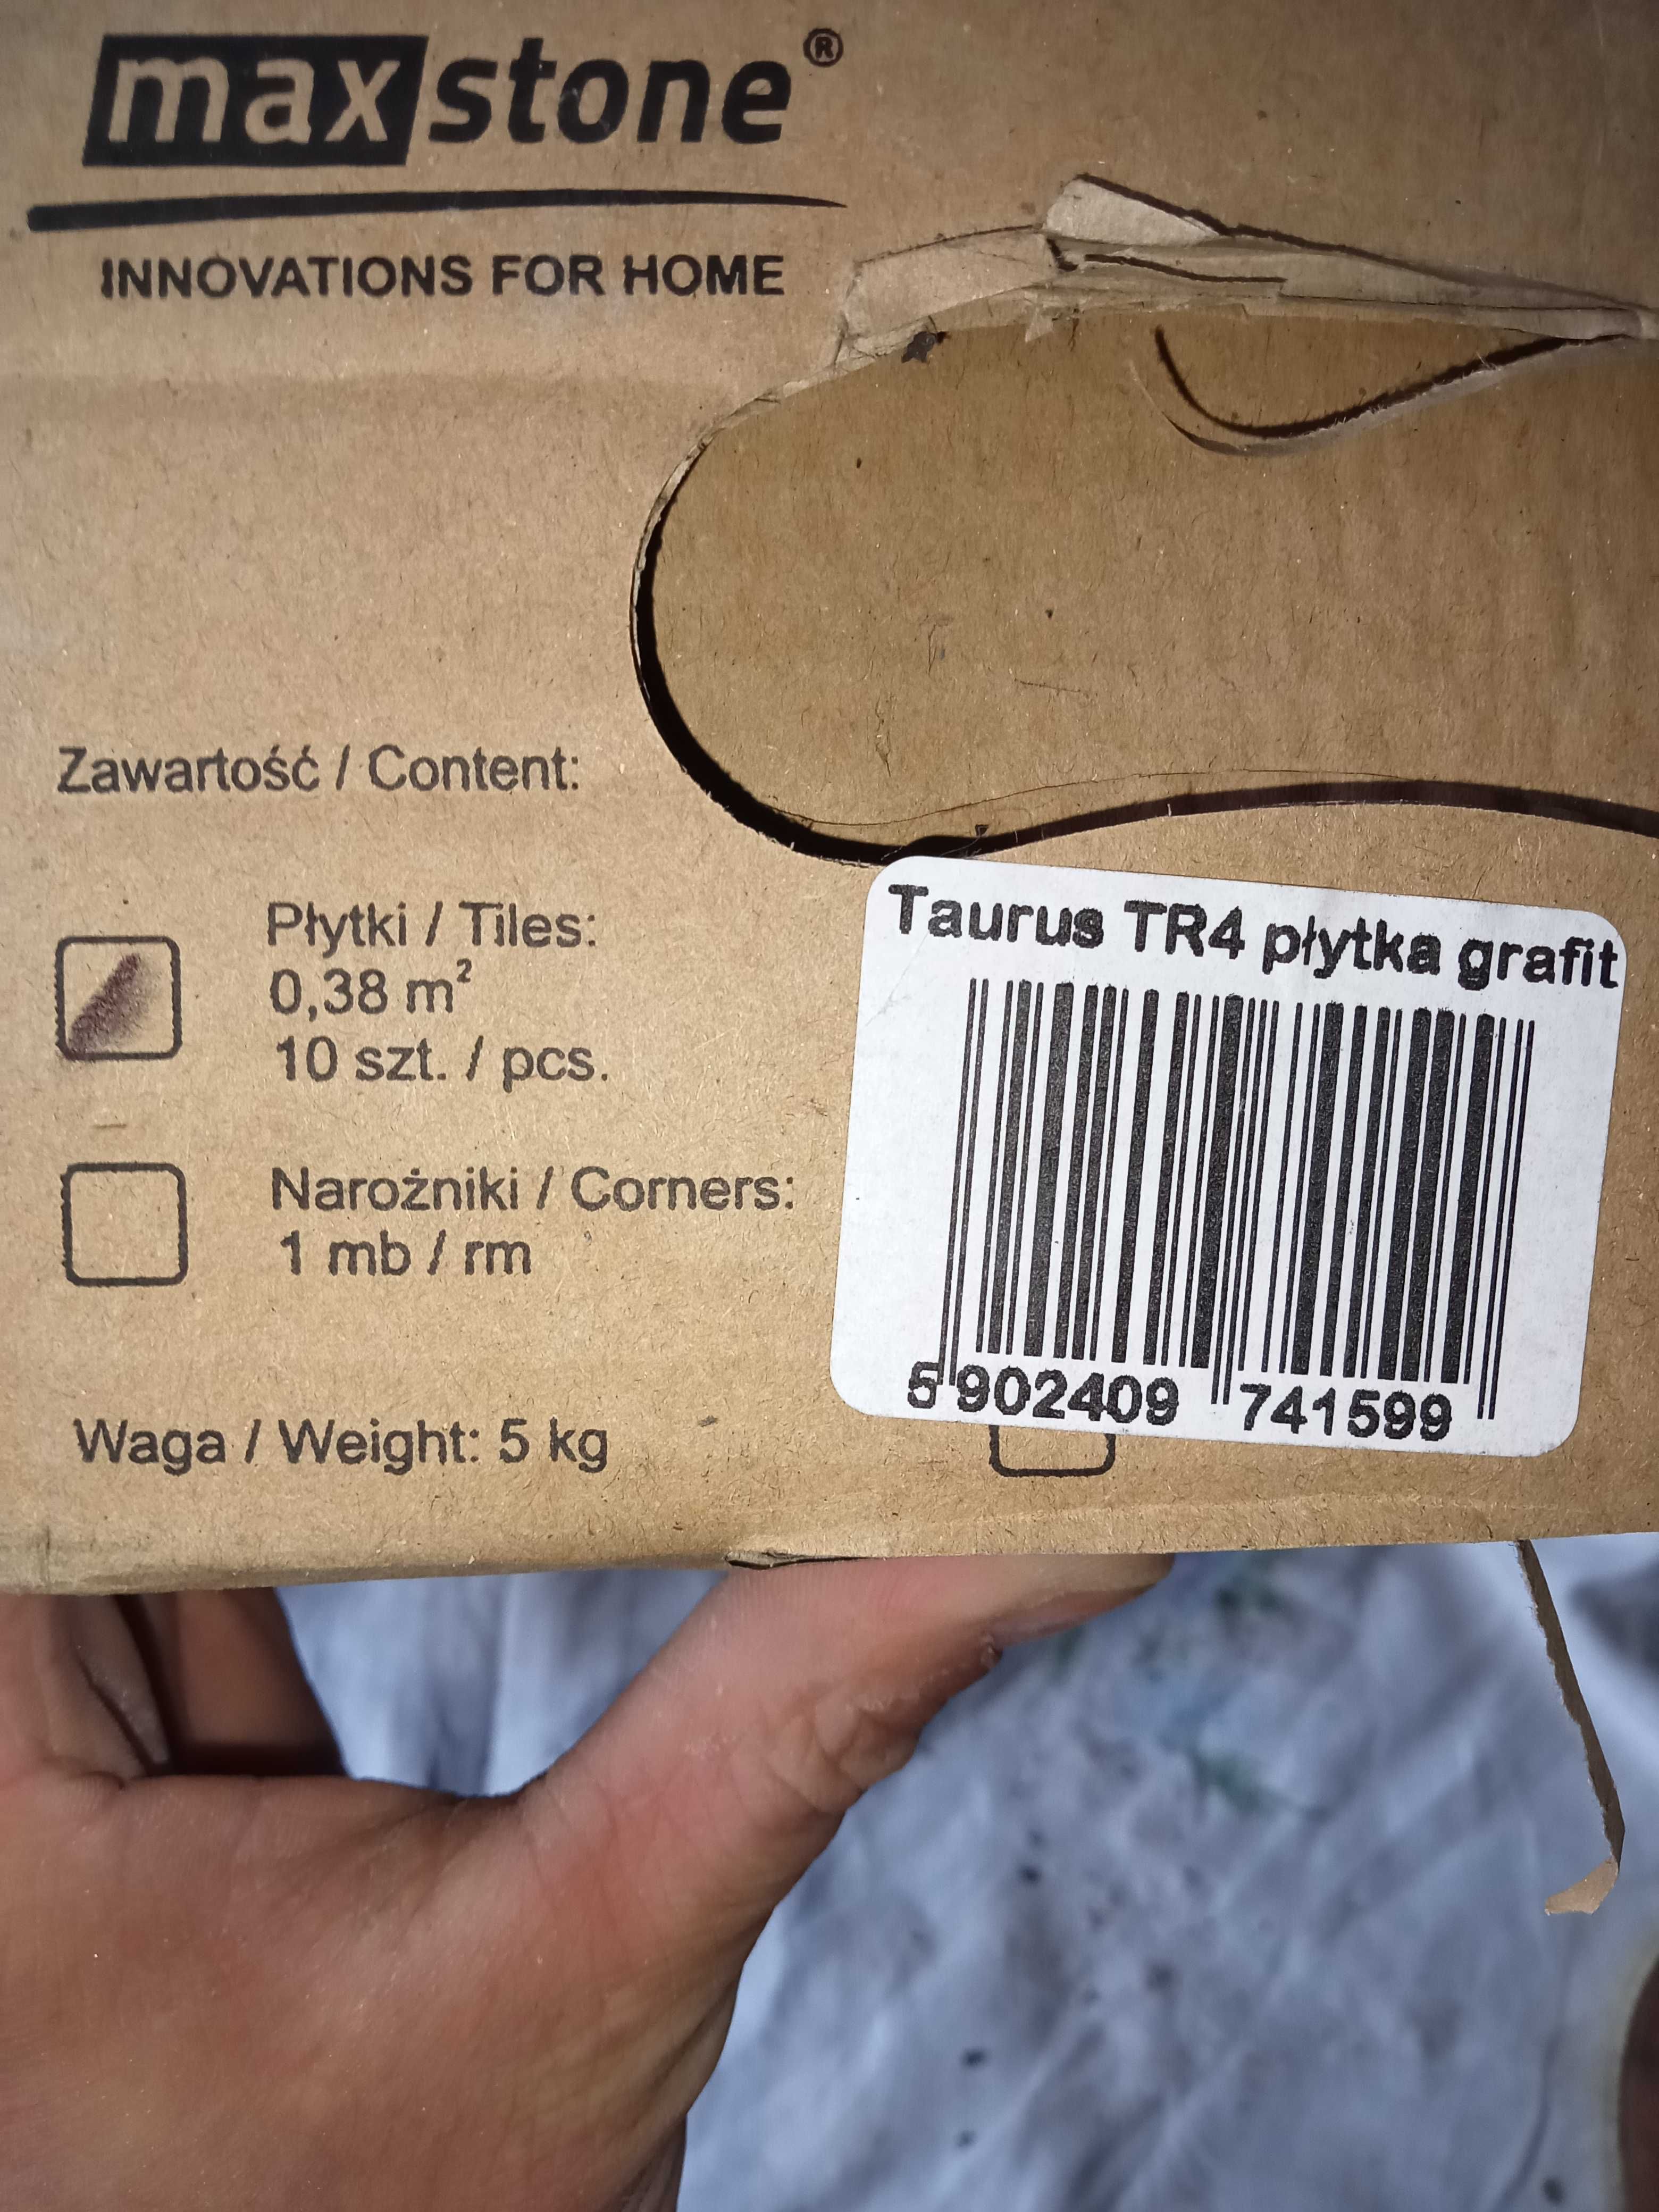 maxstone®
INNOVATIONS FOR HOME
Zawartość / Content:
Płytki / Tiles:
0,38 m²
10 szt. / pcs.
Narożniki / Corners:
1 mb / rm
Waga / Weight: 5 kg
Taurus TR4 płytka grafit
5 902409 741599